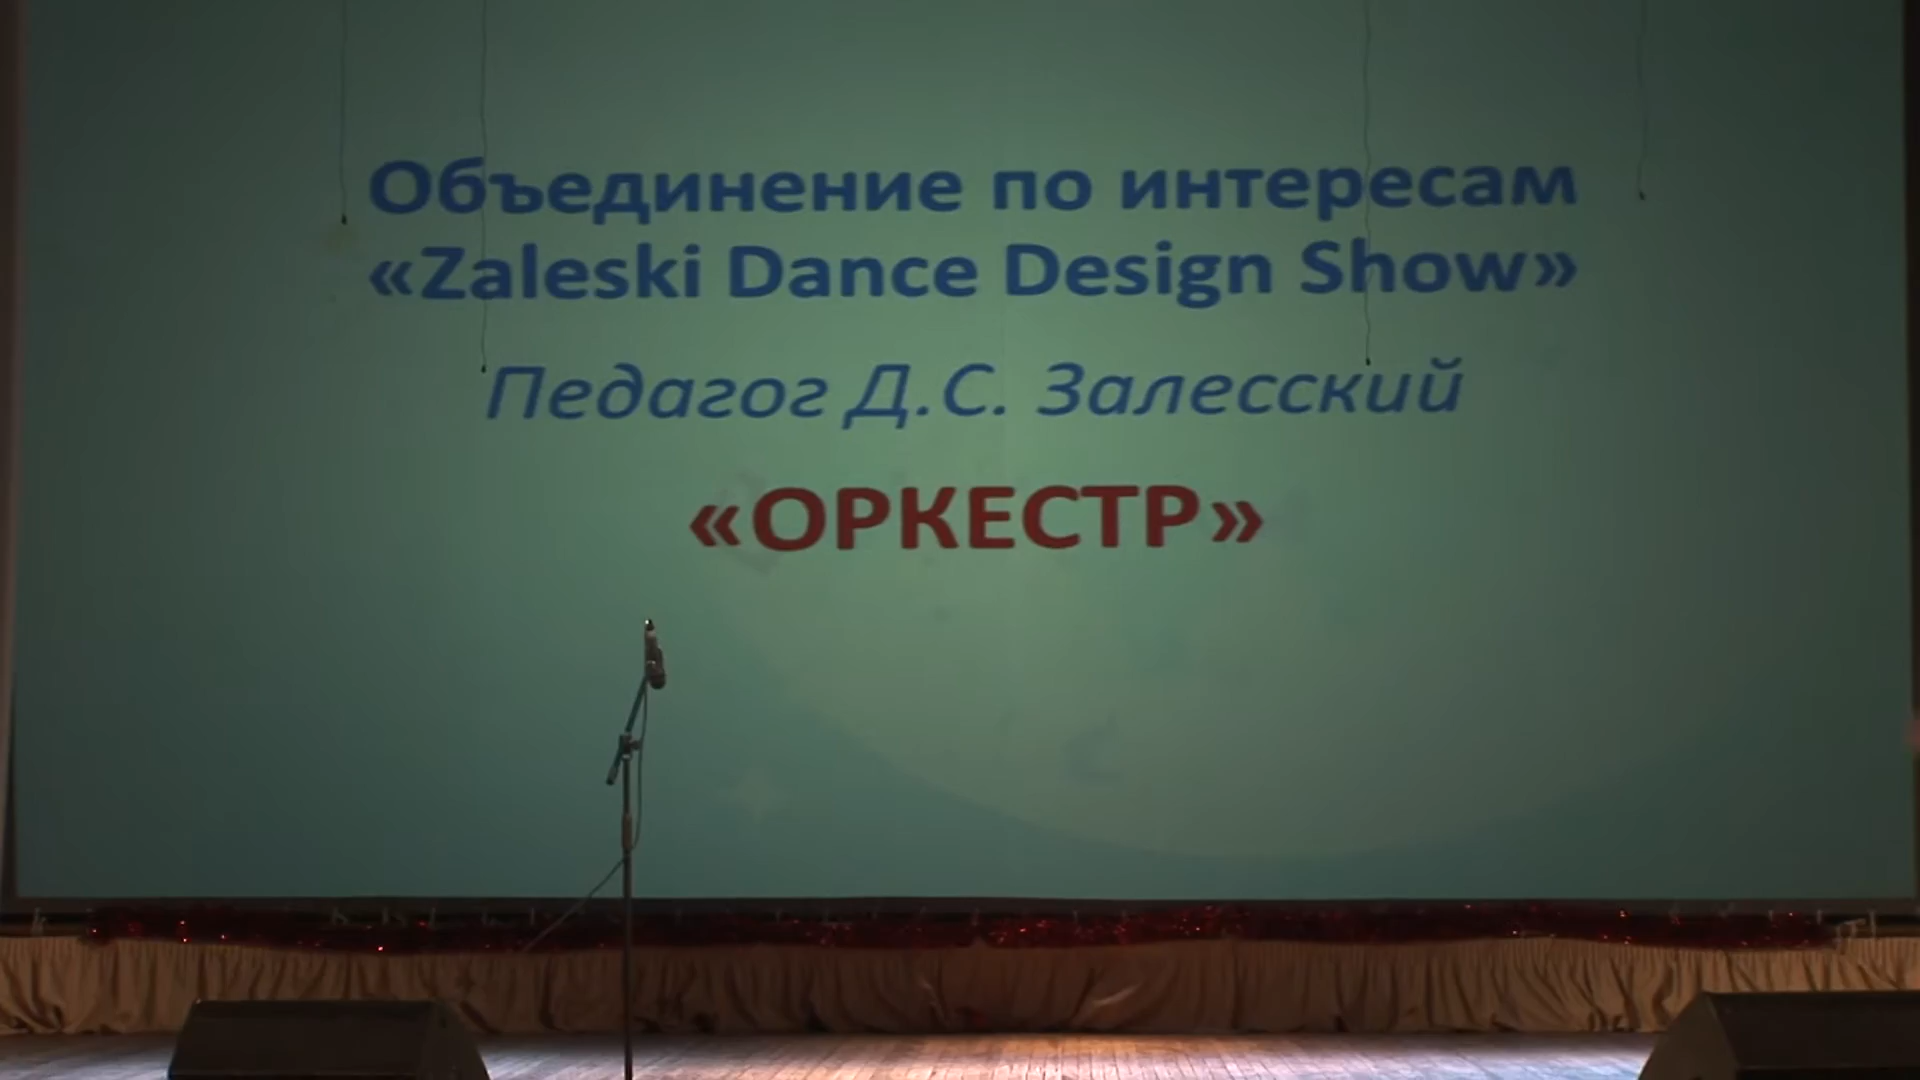 Объединение по интересам
«Zaleski Dance Design Show»
Педагог Д.С. Залесский
«ОРКЕСТР»